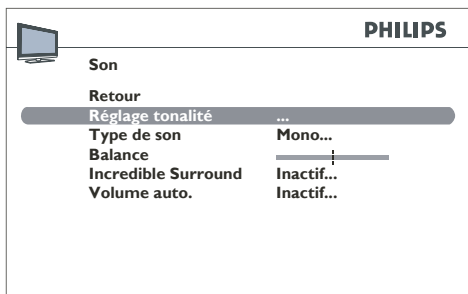 PHILIPS
Son
Retour
Réglage tonalité ...
Type de son Mono...
Balance
Incredible Surround Inactif...
Volume auto. Inactif...